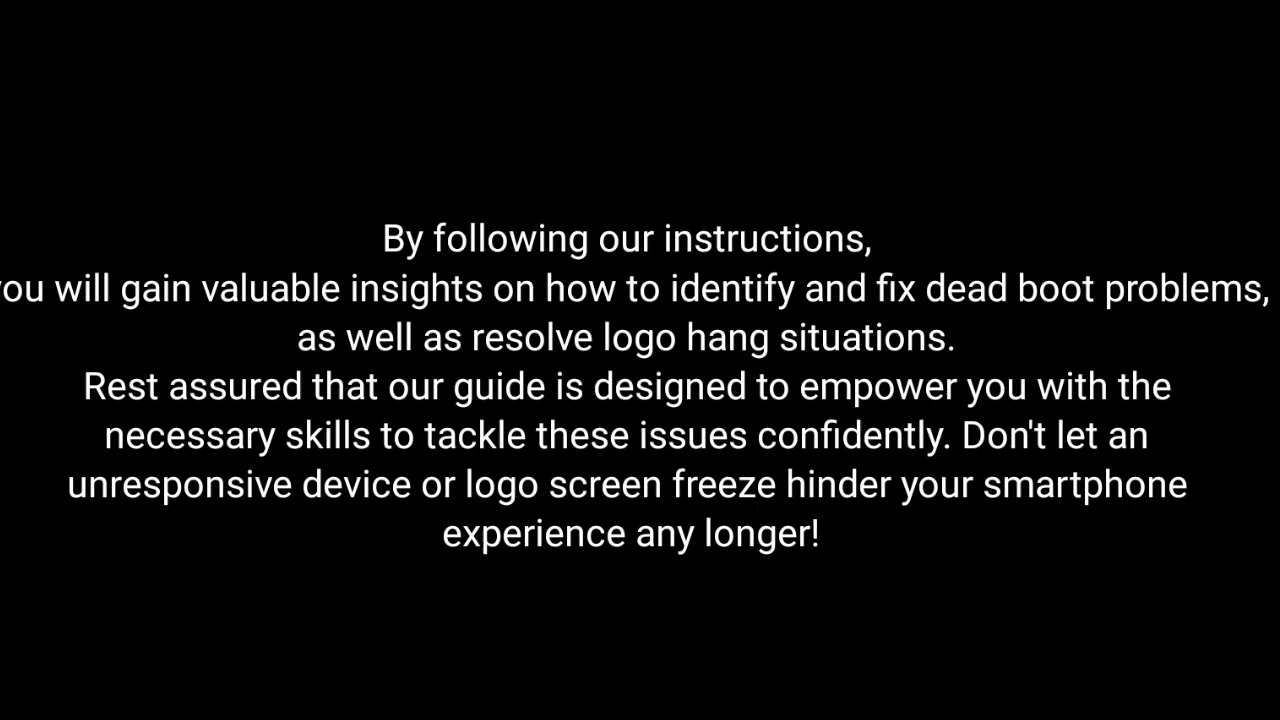 By following our instructions,
you will gain valuable insights on how to identify and fix dead boot problems,
as well as resolve logo hang situations.
Rest assured that our guide is designed to empower you with the
necessary skills to tackle these issues confidently. Don't let an
unresponsive device or logo screen freeze hinder your smartphone
experience any longer!